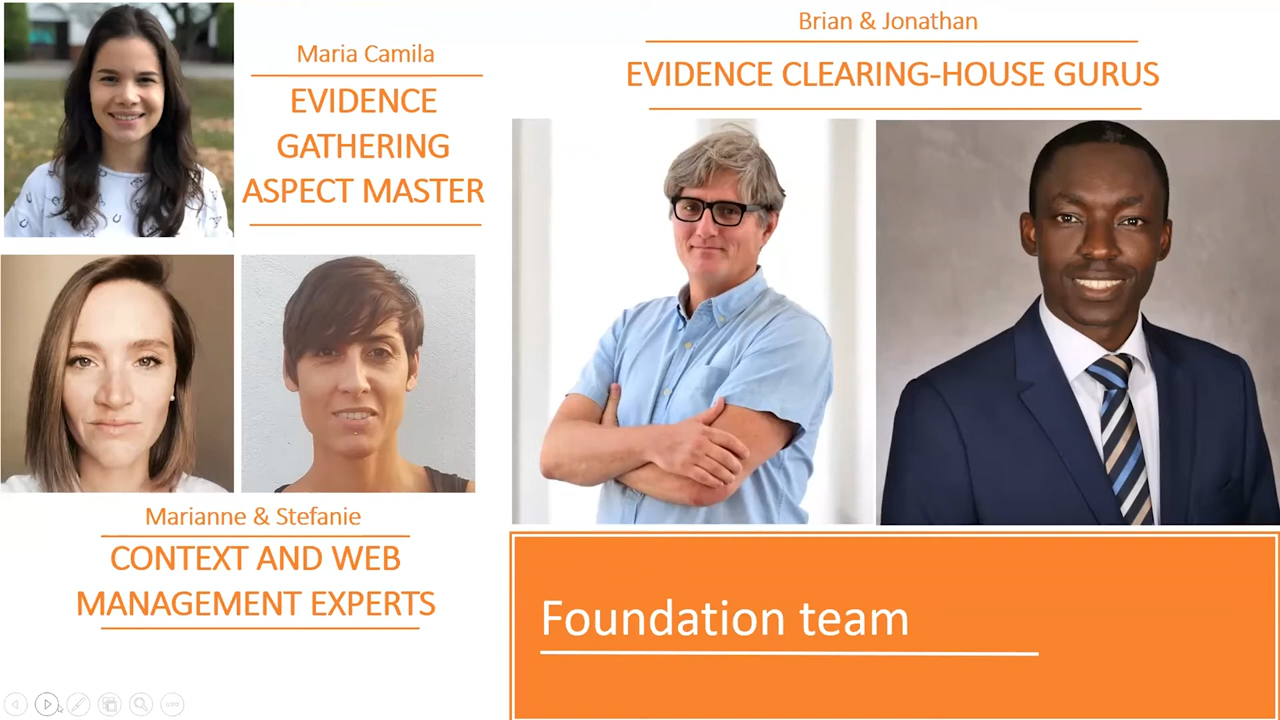 Maria Camila
EVIDENCE
GATHERING
ASPECT MASTER
Brian & Jonathan
EVIDENCE CLEARING-HOUSE GURUS
Marianne & Stefanie
CONTEXT AND WEB
MANAGEMENT EXPERTS
Foundation team